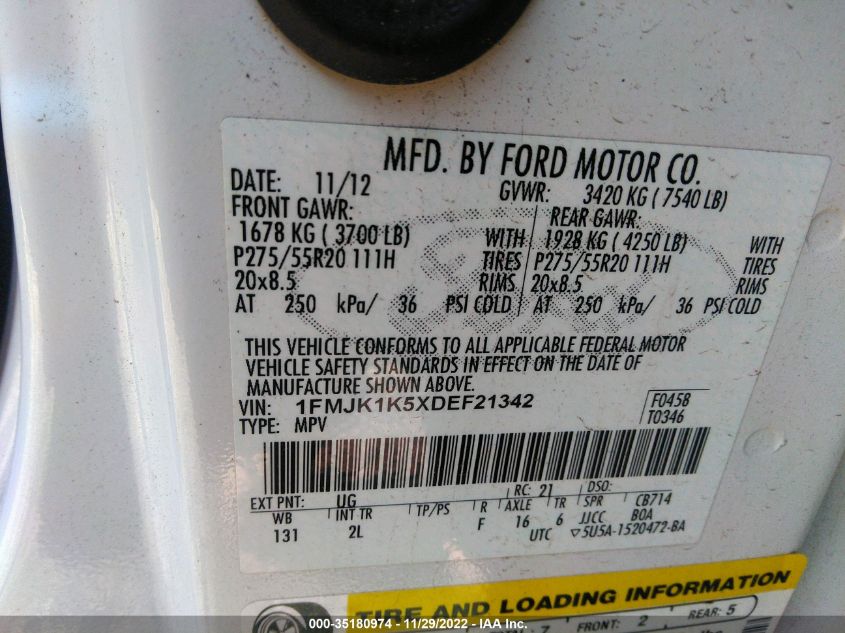 MFD. BY FORD MOTOR CO.
DATE: 11/12 GVWR: 3420 KG ( 7540 LB)
FRONT GAWR: REAR GAWR:
1678 KG ( 3700 LB) WITH 1928 KG ( 4250 LB) WITH
P275/55R20 111H TIRES P275/55R20 111H TIRES
20x8.5 RIMS 20x8.5 RIMS
AT 250 kPa/ 36 PSI COLD AT 250 kPa/ 36 PSI COLD
THIS VEHICLE CONFORMS TO ALL APPLICABLE FEDERAL MOTOR
VEHICLE SAFETY STANDARDS IN EFFECT ON THE DATE OF
MANUFACTURE SHOWN ABOVE.
VIN: 1FMJK1K5XDEF21342 F0458
TYPE: MPV T0346
EXT PNT: UG RC: 21 DSO:
WB INT TR TP/PS R AXLE TR SPR CB714
131 2L F 16 6 JJCC BOA
UTC ▽5U5A-1520472-BA
TIRE AND LOADING INFORMATION
7 FRONT: 2 REAR: 5
000-35180974 - 11/29/2022 - IAA Inc.